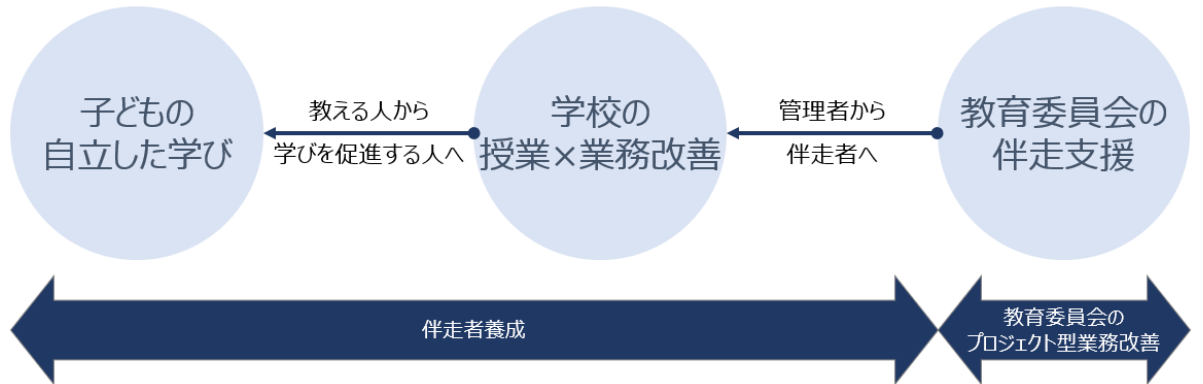 子どもの
自立した学び
教える人から
学びを促進する人へ
学校の
授業×業務改善
管理者から
伴走者へ
教育委員会の
伴走支援
伴走者養成
教育委員会の
プロジェクト型業務改善